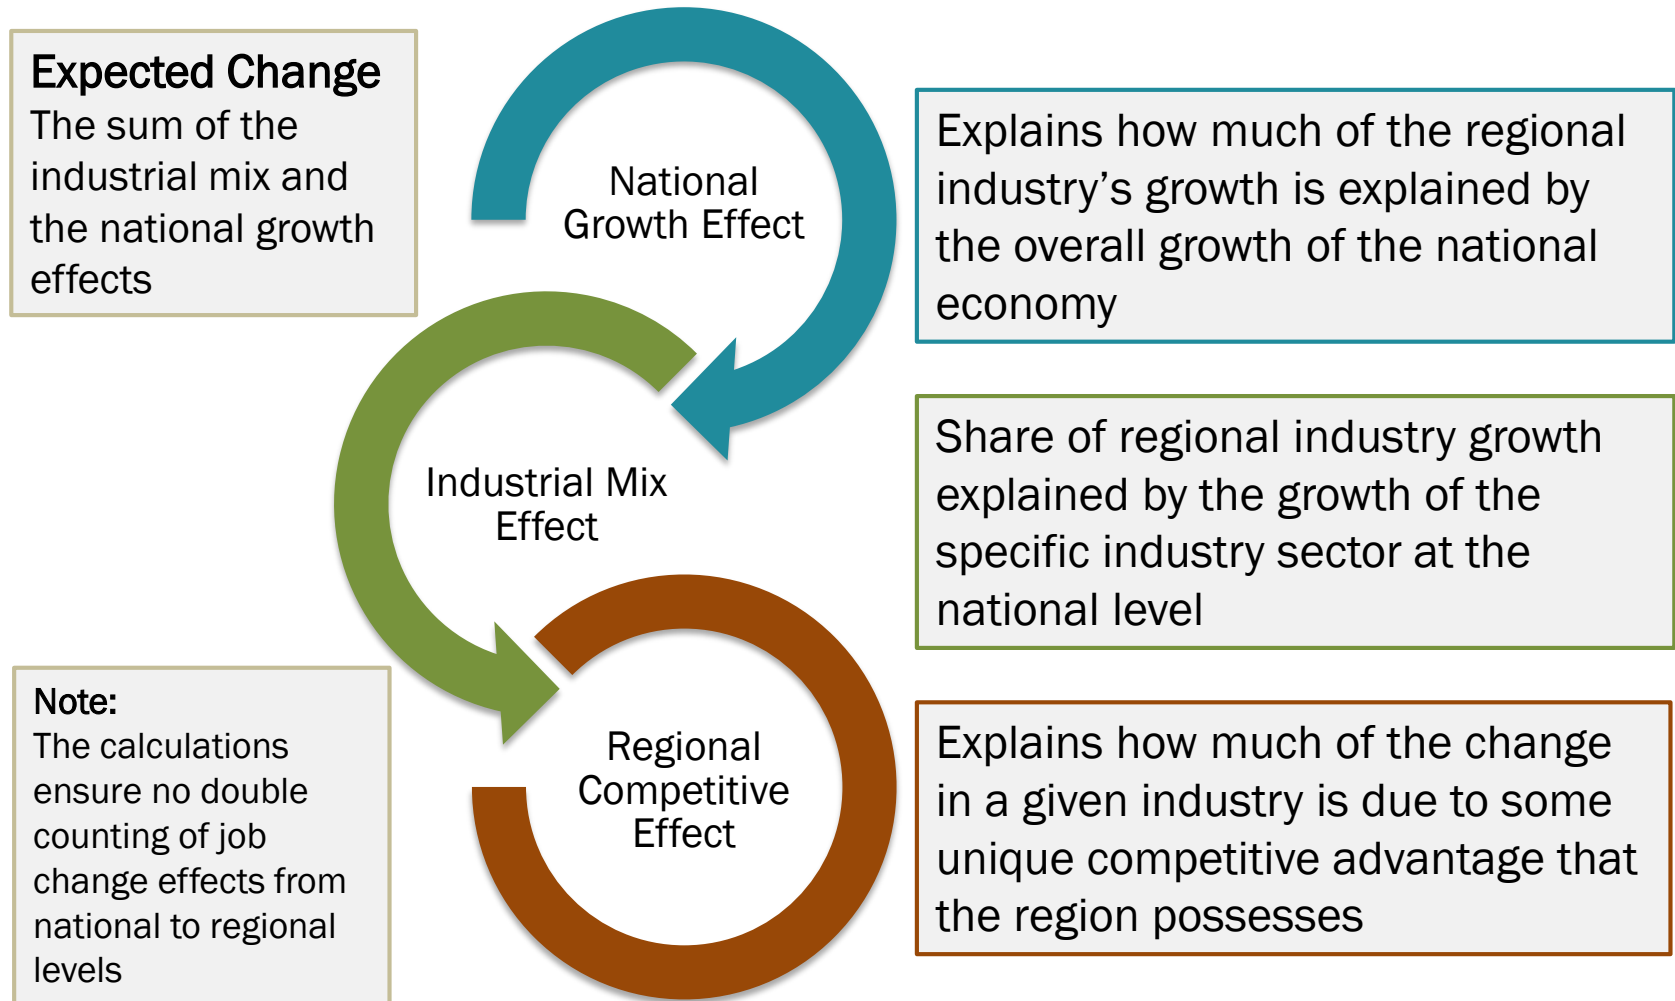 Expected Change
The sum of the
industrial mix and
the national growth
effects
National
Growth Effect
Explains how much of the regional
industry’s growth is explained by
the overall growth of the national
economy
Industrial Mix
Effect
Share of regional industry growth
explained by the growth of the
specific industry sector at the
national level
Note:
The calculations
ensure no double
counting of job
change effects from
national to regional
levels
Regional
Competitive
Effect
Explains how much of the change
in a given industry is due to some
unique competitive advantage that
the region possesses